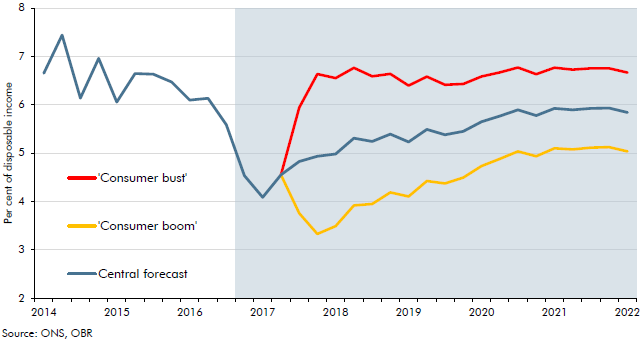 8
7
6
5
4
3
2
Per cent of disposable income
'Consumer bust'
'Consumer boom'
Central forecast
2014 2015 2016 2017 2018 2019 2020 2021 2022
Source: ONS, OBR